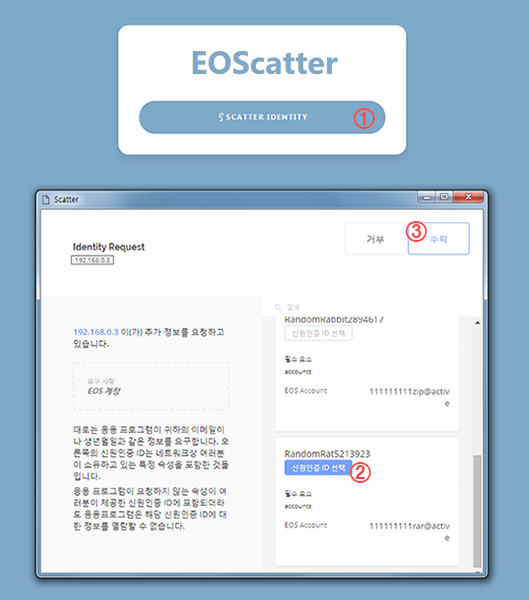 EOScatter
SCATTER IDENTITY
①
Scatter
Identity Request
192.168.0.3
거부
③
수락
192.168.0.3 이(가) 추가 정보를 요청하고
있습니다.
요구 사항
EOS 계정
때로는 응용 프로그램이 귀하의 이메일이
나 생년월일과 같은 정보를 요구합니다. 오
른쪽의 신원인증 ID는 네트워크상 여러분
이 소유하고 있는 특정 속성을 포함한 것들
입니다.
응용 프로그램이 요청하지 않는 속성이 여
러분이 제공한 신원인증 ID에 포함되더라
도 응용프로그램은 해당 신원인증 ID에 대
한 정보를 열람할 수 없습니다.
검색
RandomRabbit2894617
신원인증 ID 선택
필수 요소
accounts
EOS Account
111111111zip@activ
e
RandomRat5213923
신원인증 ID 선택
②
필수 요소
accounts
EOS Account
111111111rar@activ
e